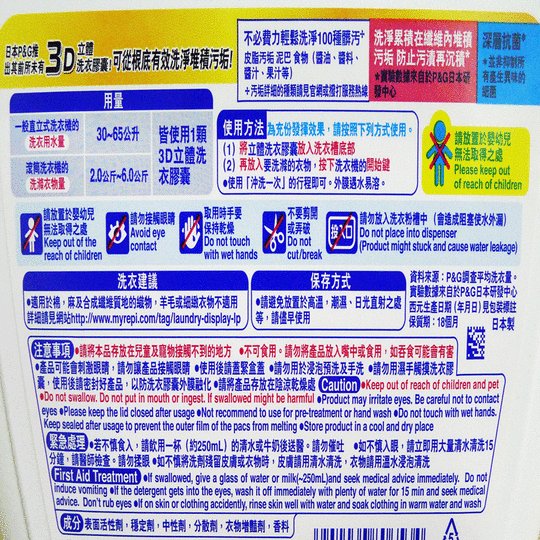 日本P&G推
出其前所未有
3D立體
洗衣膠囊!
可從根底有效洗淨堆積污垢!
不必費力輕鬆洗淨100種髒污*
皮脂污垢 泥巴 食物(醬油、醬料、
醬汁、果汁等)
*污垢詳細的種類請見官網或撥打服務熱線
洗淨累積在纖維內堆積
污垢 防止污漬再沉積*
*實驗數據來自於P&G日本研
發中心
深層抗菌*
*並非抑制所
有產生異味的
細菌
用量
一般直立式洗衣機的
洗衣用水量
30~65公升
滾筒洗衣機的
洗滌衣物量
2.0公斤~6.0公斤
皆使用1顆
3D立體洗
衣膠囊
使用方法 為充份發揮效果,請按照下列方式使用。
(1) 將立體洗衣膠囊放入洗衣槽底部
(2) 再放入要洗滌的衣物,按下洗衣機的開始鍵
●使用「沖洗一次」的行程即可。外膜遇水易溶。
請放置於嬰幼兒
無法取得之處
Please keep out
of reach of children
請放置於嬰幼兒
無法取得之處
Keep out of the
reach of children
請勿接觸眼睛
Avoid eye
contact
取用時手要
保持乾燥
Do not touch
with wet hands
不要剪開
或弄破
Do not
cut/break
投入口
請勿放入洗衣粉槽中(會造成阻塞使水外漏)
Do not place into dispenser
(Product might stuck and cause water leakage)
洗衣建議
●適用於棉,麻及合成纖維質地的織物,羊毛或細緻衣物不適用
詳細請見網站http://www.myrepi.com/tag/laundry-display-lp
保存方式
●請避免放置於高溫,潮濕、日光直射之處
等,請儘早使用
資料來源:P&G調查平均洗衣量。
實驗數據來自於P&G日本研發中心
西元生產日期(年月日)見包裝標註
保質期:18個月
日本製
注意事項 ●請將本品存放在兒童及寵物接觸不到的地方 ●不可食用。請勿將產品放入嘴中或食用,如吞食可能會有害
●產品可能會刺激眼睛,請勿讓產品接觸眼睛 ●使用後請蓋緊盒蓋 ●請勿用於浸泡預洗及手洗 ●請勿用濕手觸摸洗衣膠
囊,使用後請密封好產品,以防洗衣膠囊外膜融化 ●請將產品存放在陰涼乾燥處 Caution ●Keep out of reach of children and pet
●Do not swallow. Do not put in mouth or ingest. If swallowed might be harmful ●Product may irritate eyes. Be careful not to contact
eyes ●Please keep the lid closed after usage ●Not recommend to use for pre-treatment or hand wash ●Do not touch with wet hands.
Keep sealed after usage to prevent the outer film of the pacs from melting ●Store product in a cool and dry place
緊急處理 ●若不慎食入,請飲用一杯(約250mL)的清水或牛奶後送醫。請勿催吐 ●如不慎入眼,請立即用大量清水清洗15
分鐘,請醫師檢查。請勿揉眼 ●如不慎將洗劑殘留皮膚或衣物時,皮膚請用清水清洗,衣物請用溫水浸泡清洗
First Aid Treatment ●If swallowed, give a glass of water or milk(~250mL)and seek medical advice immediately. Do not
induce vomiting ●If the detergent gets into the eyes, wash it off immediately with plenty of water for 15 min and seek medical
advice. Don't rub eyes ●If on skin or clothing accidently, rinse skin well with water and soak clothing in warm water and wash
成分 表面活性劑,穩定劑,中性劑,分散劑,衣物增豔劑,香料